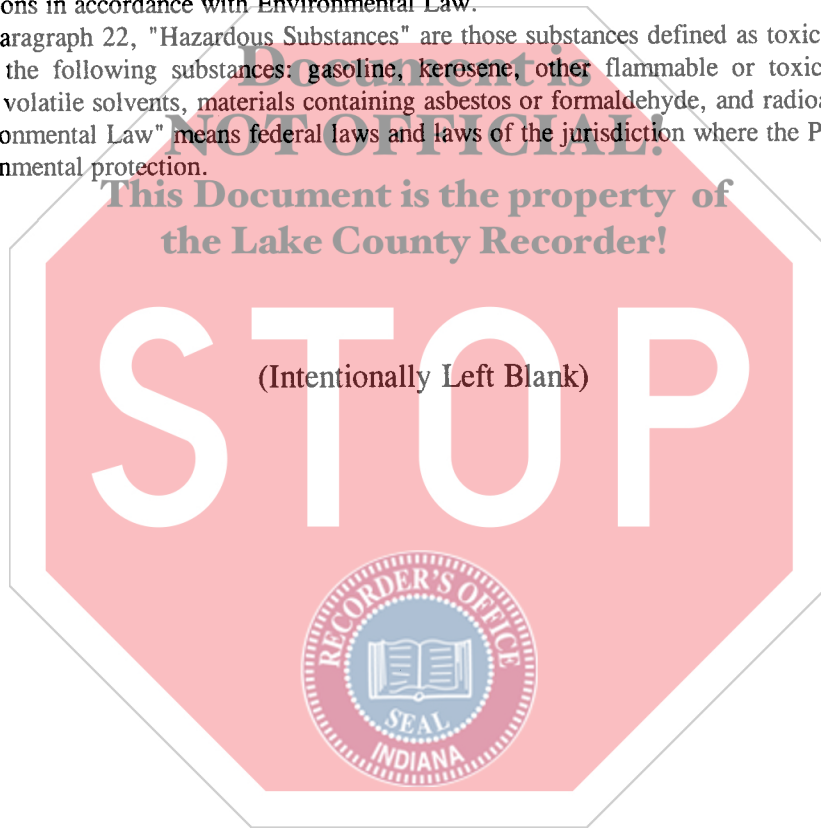 ons in accordance with Environmental Law.
aragraph 22, "Hazardous Substances" are those substances defined as toxic
the following substances: gasoline, kerosene, other flammable or toxic
volatile solvents, materials containing asbestos or formaldehyde, and radioa
onmental Law" means federal laws and laws of the jurisdiction where the P
nmental protection.
Document is
NOT OFFICIAL!
This Document is the property of
the Lake County Recorder!
STOP
(Intentionally Left Blank)
RECORDER'S OFFICE
SEAL
INDIANA